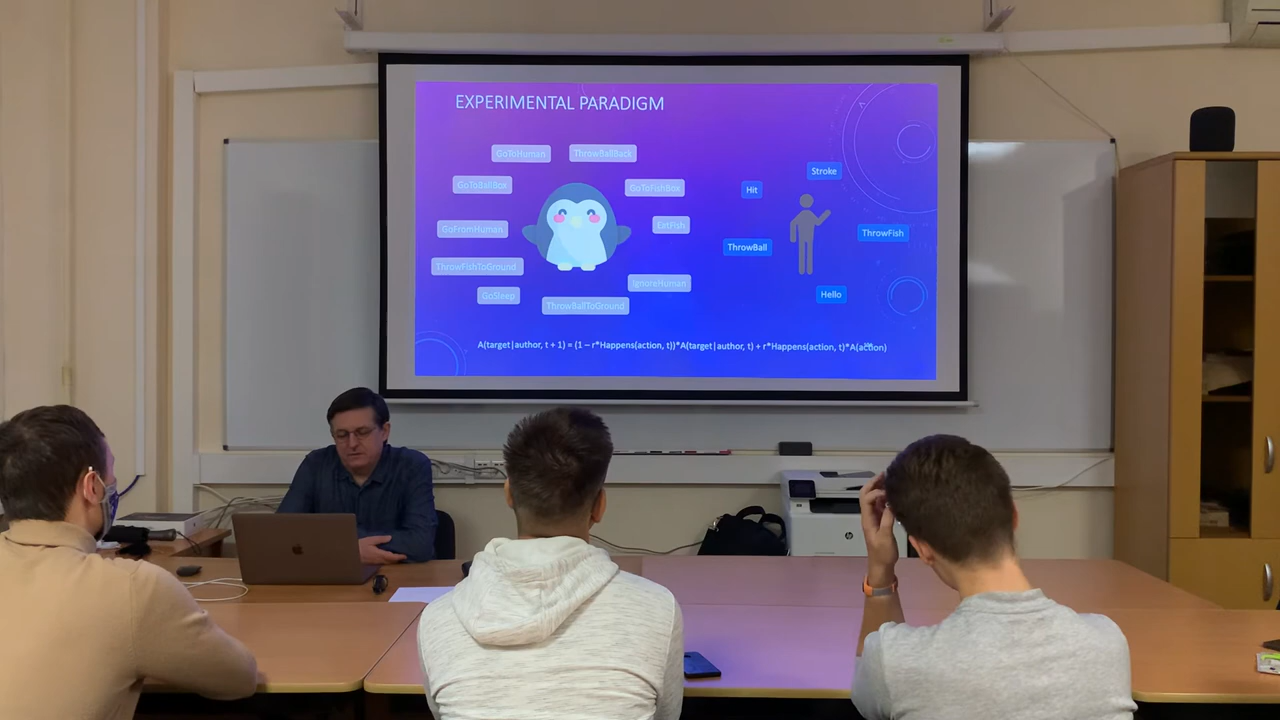 EXPERIMENTAL PARADIGM
GoToHuman
ThrowBallBack
GoToBallBox
GoToFishBox
GoFromHuman
EatFish
ThrowFishToGround
IgnoreHuman
GoSleep
ThrowBallToGround
Stroke
Hit
ThrowFish
ThrowBall
Hello
A(target|author, t + 1) = (1 – r*Happens(action, t))*A(target|author, t) + r*Happens(action, t)*A(action)
hp